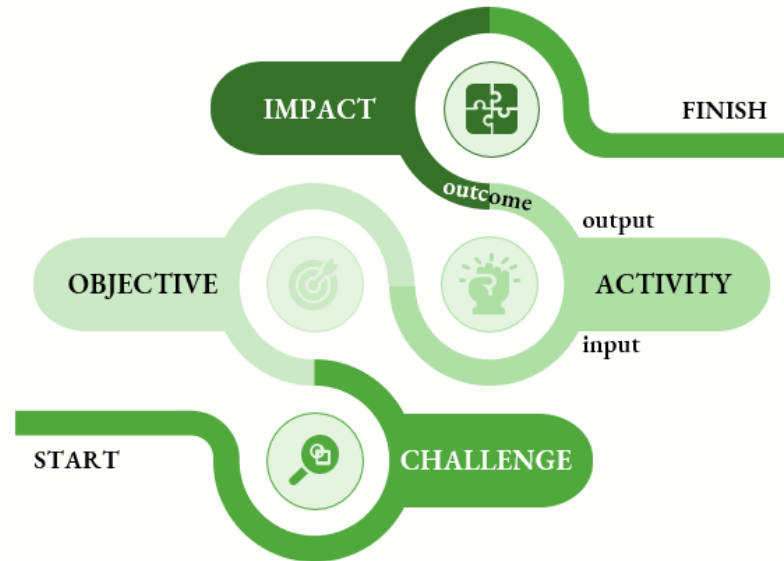 IMPACT
FINISH
outcome
output
OBJECTIVE
ACTIVITY
input
START
CHALLENGE